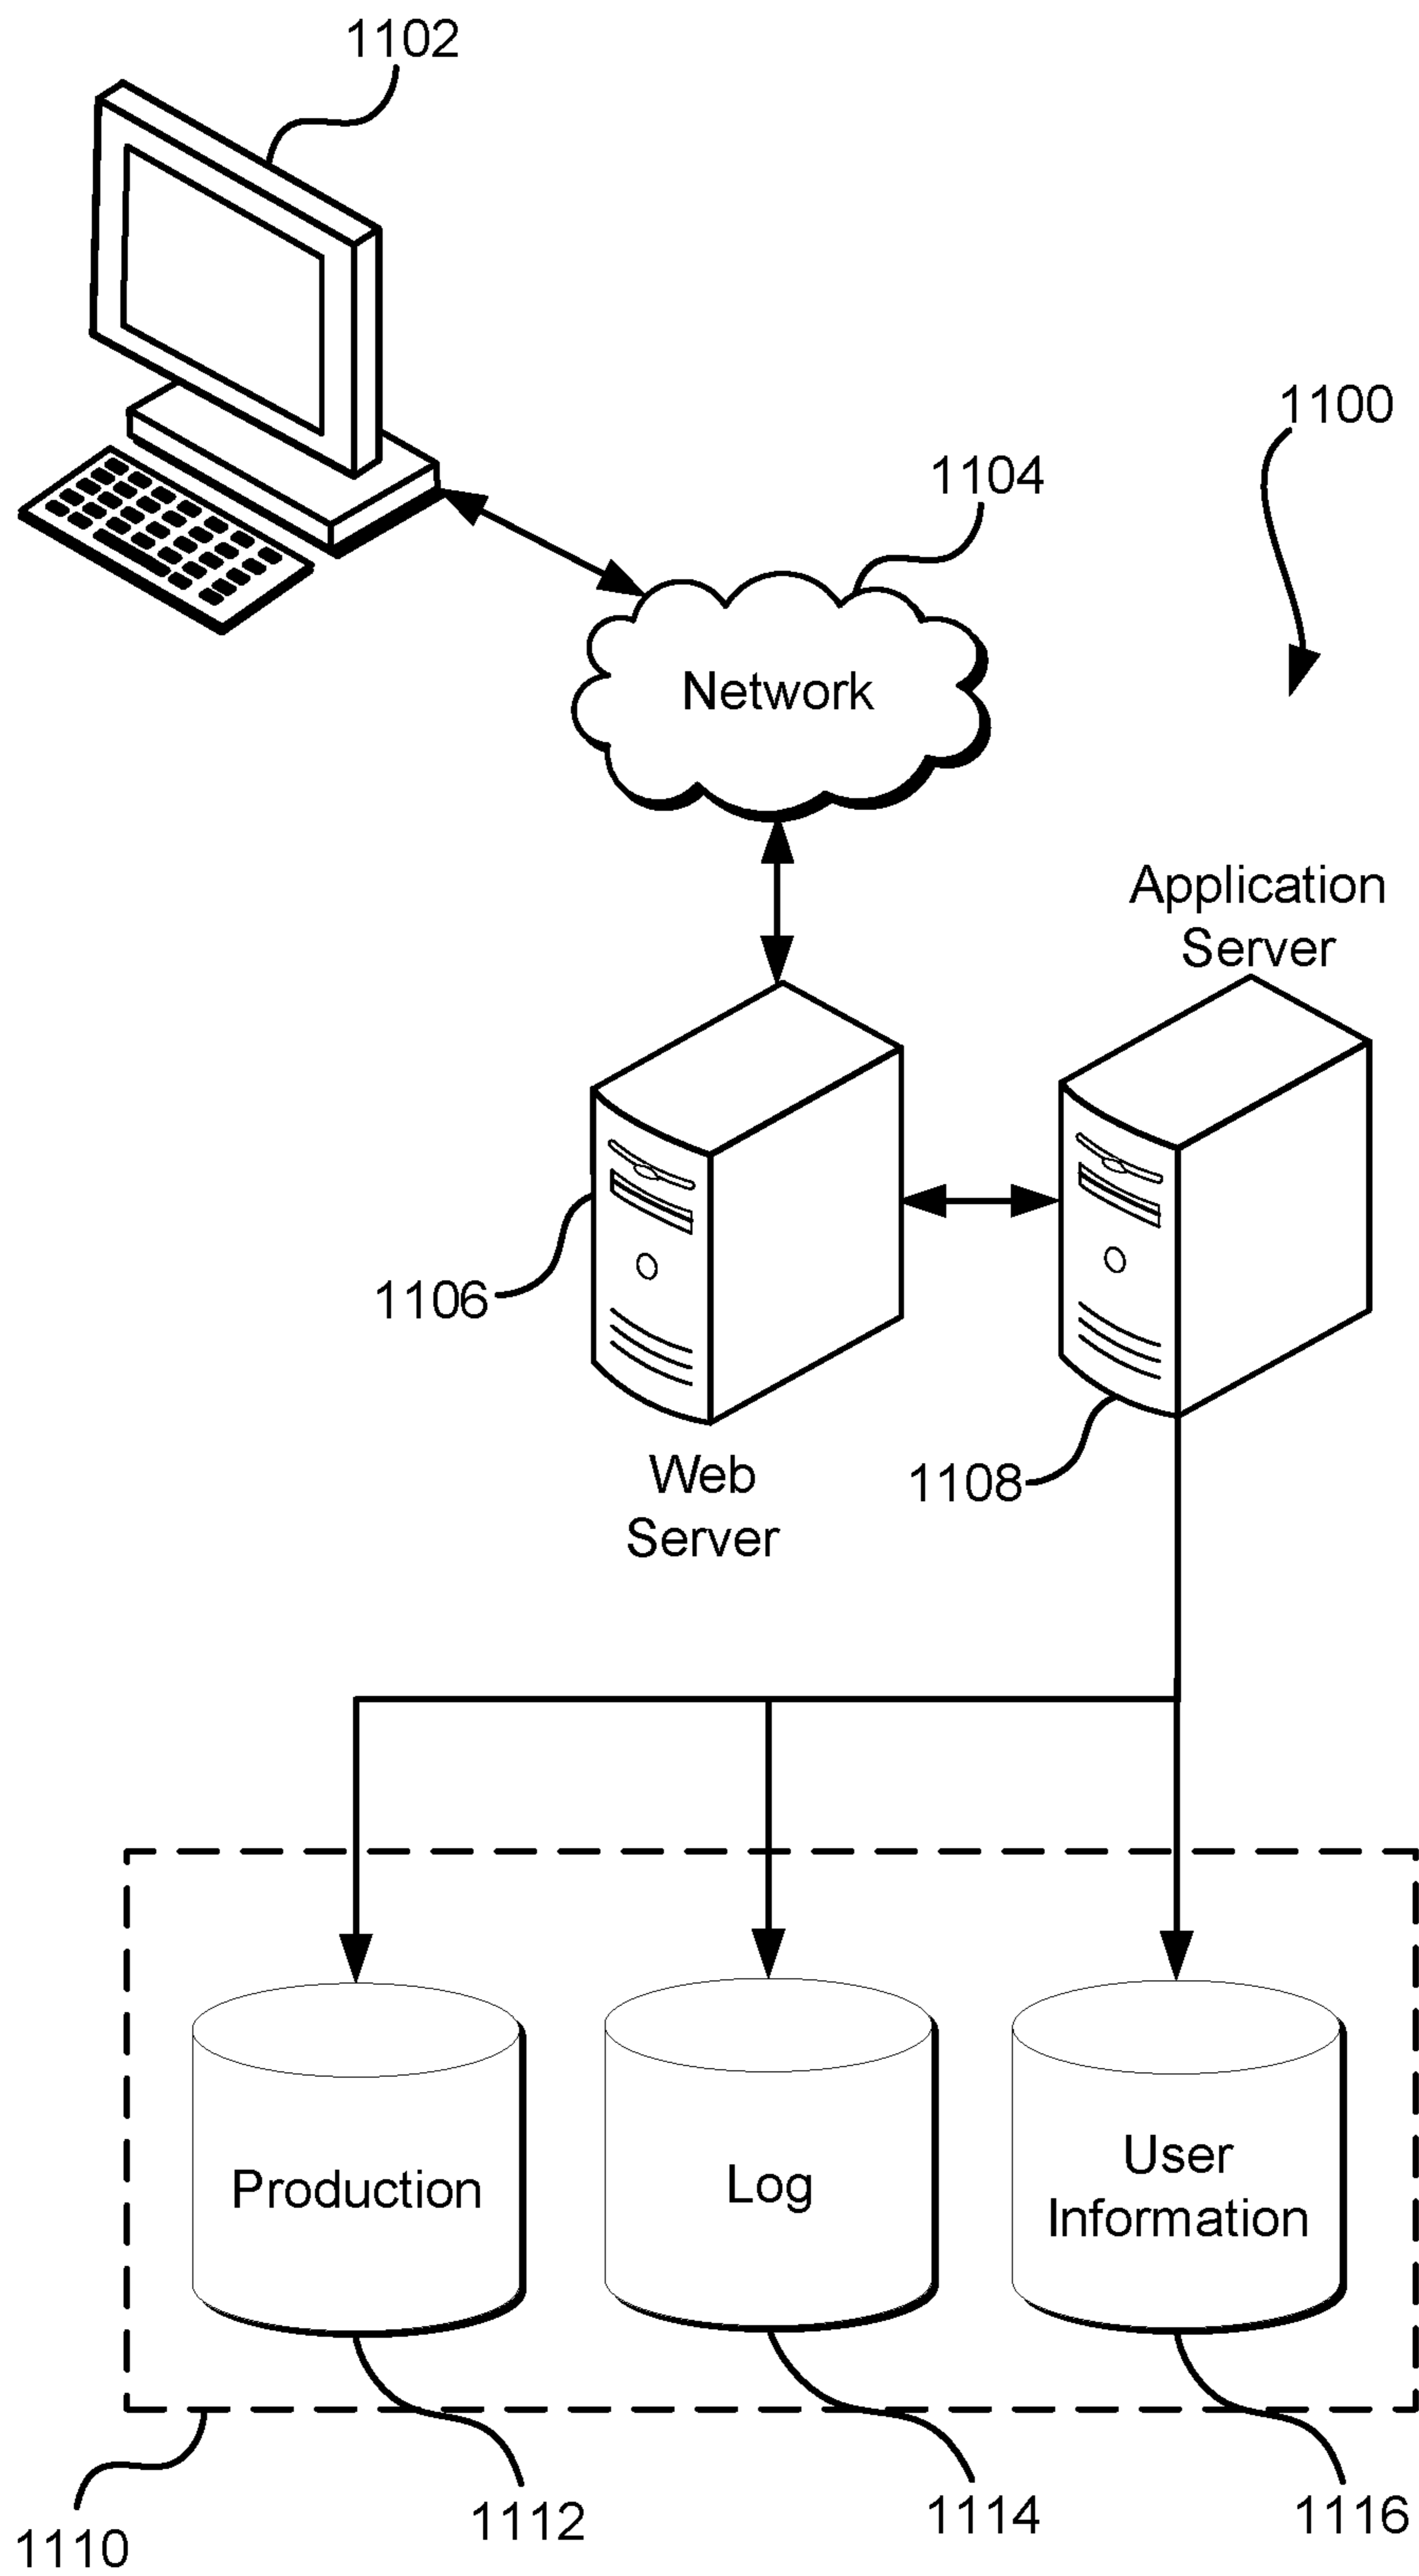 1102
1100
1104
Network
Application
Server
1106
Web
Server
1108
Production
Log
User
Information
1110
1112
1114
1116